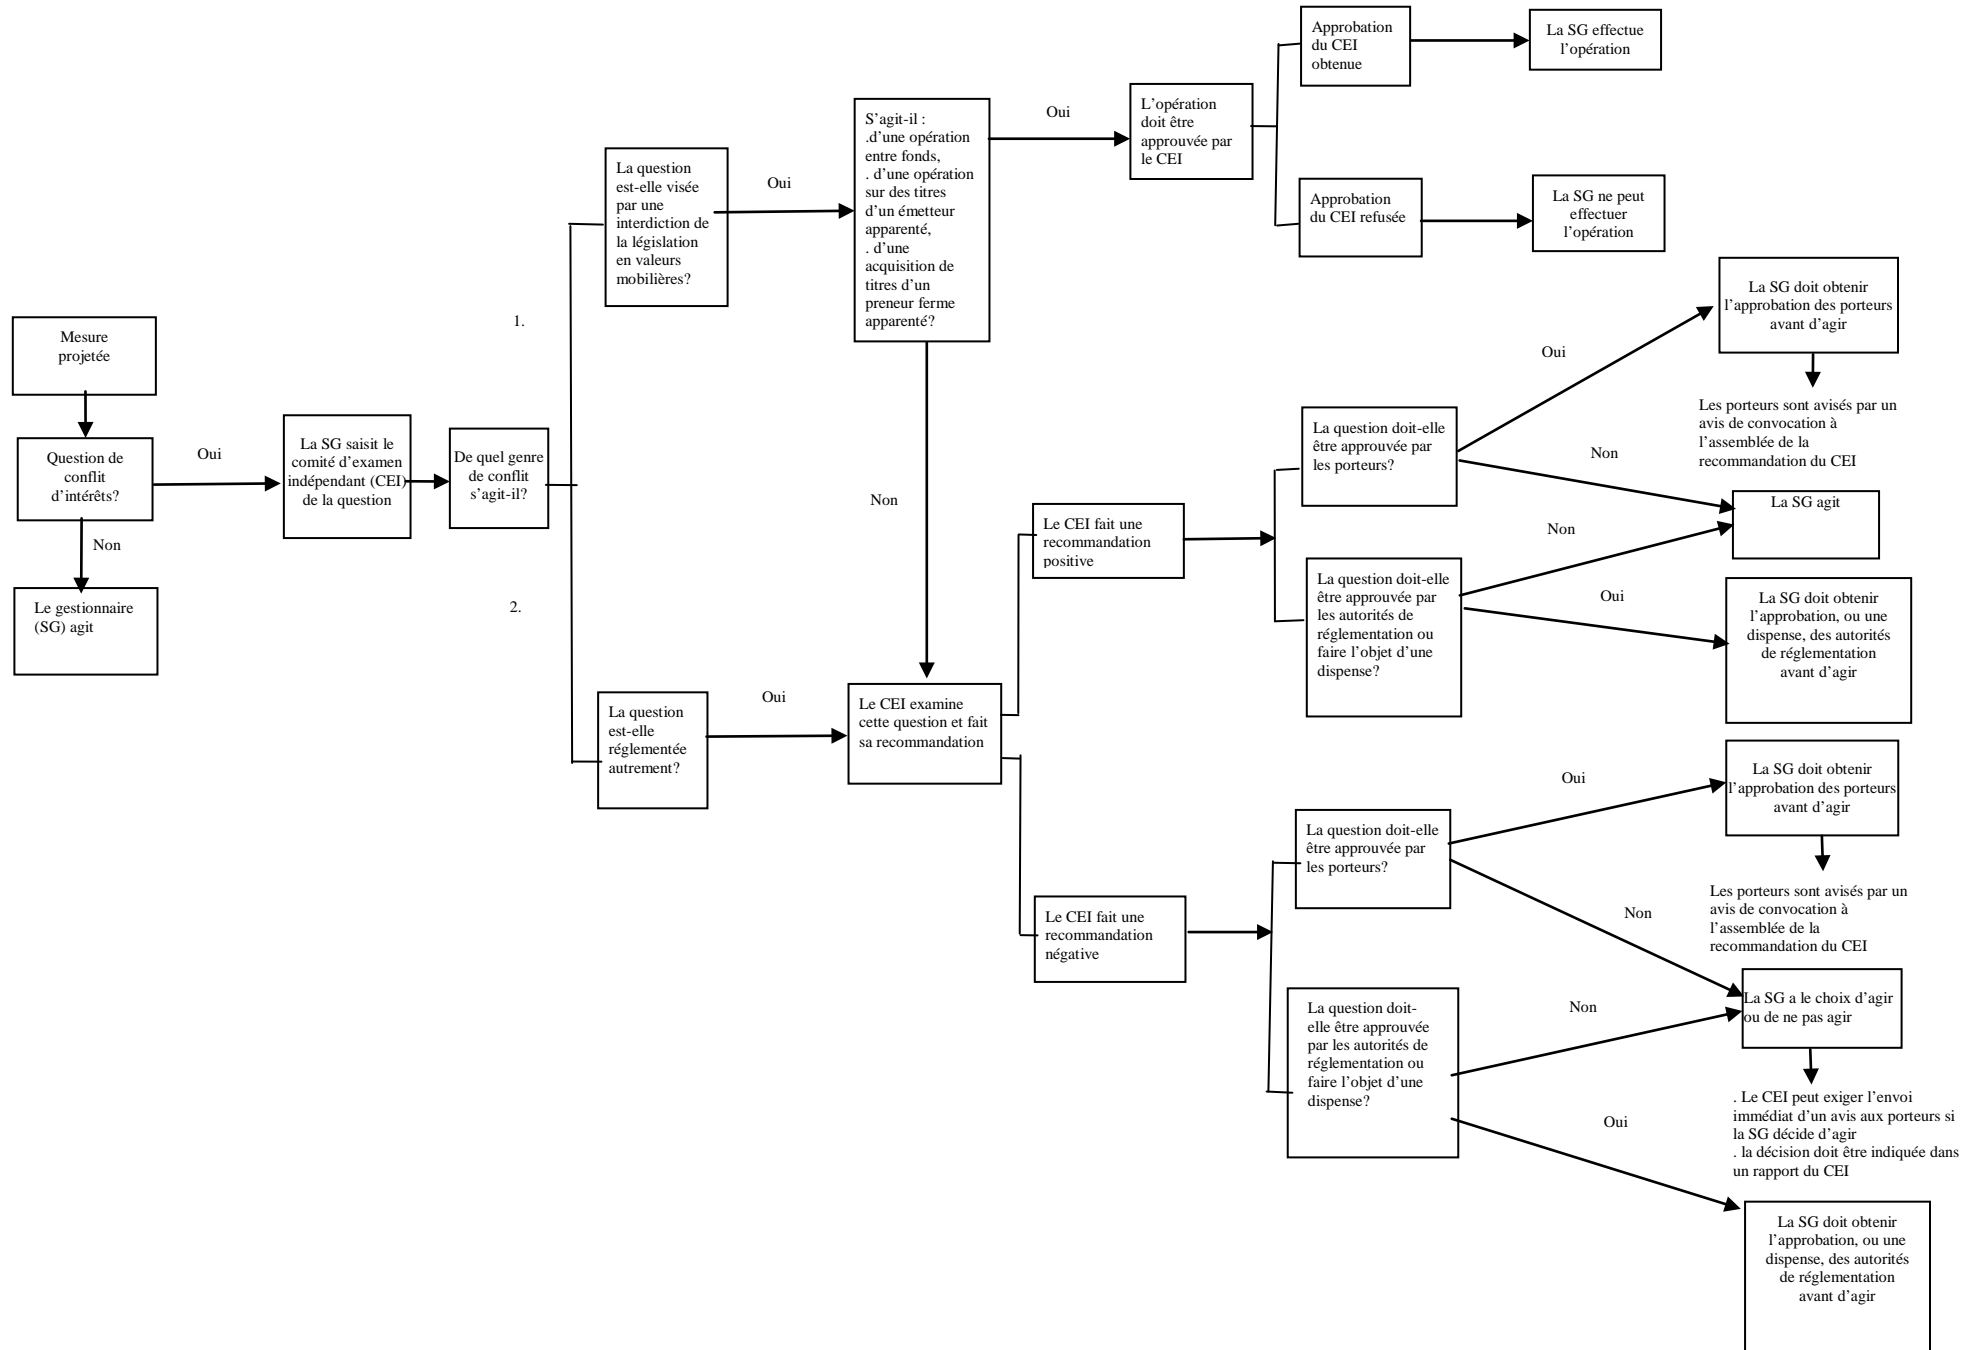 Mesure
projetée
Question de
conflit
d’intérêts?
Oui
Non
Le gestionnaire
(SG) agit
La SG saisit le
comité d’examen
indépendant (CEI)
de la question
De quel genre
de conflit
s’agit-il?
1.
2.
La question
est-elle visée
par une
interdiction de
la législation
en valeurs
mobilières?
Oui
La question
est-elle
réglementée
autrement?
Oui
S’agit-il :
.d’une opération
entre fonds,
. d’une opération
sur des titres
d’un émetteur
apparenté,
. d’une
acquisition de
titres d’un
preneur ferme
apparenté?
Oui
Non
L’opération
doit être
approuvée par
le CEI
Approbation
du CEI
obtenue
La SG effectue
l’opération
Approbation
du CEI refusée
La SG ne peut
effectuer
l’opération
Le CEI examine
cette question et fait
sa recommandation
Le CEI fait une
recommandation
positive
La question doit-elle
être approuvée par
les porteurs?
Oui
Non
La SG doit obtenir
l’approbation des porteurs
avant d’agir
Les porteurs sont avisés par un
avis de convocation à
l’assemblée de la
recommandation du CEI
La SG agit
La question doit-elle
être approuvée par
les autorités de
réglementation ou
faire l’objet d’une
dispense?
Non
Oui
La SG doit obtenir
l’approbation, ou une
dispense, des autorités
de réglementation
avant d’agir
Le CEI fait une
recommandation
négative
La question doit-elle
être approuvée par
les porteurs?
Oui
Non
La SG doit obtenir
l’approbation des porteurs
avant d’agir
Les porteurs sont avisés par un
avis de convocation à
l’assemblée de la
recommandation du CEI
La question doit-
elle être approuvée
par les autorités de
réglementation ou
faire l’objet d’une
dispense?
Non
Oui
La SG a le choix d’agir
ou de ne pas agir
. Le CEI peut exiger l’envoi
immédiat d’un avis aux porteurs si
la SG décide d’agir
. la décision doit être indiquée dans
un rapport du CEI
La SG doit obtenir
l’approbation, ou une
dispense, des autorités
de réglementation
avant d’agir